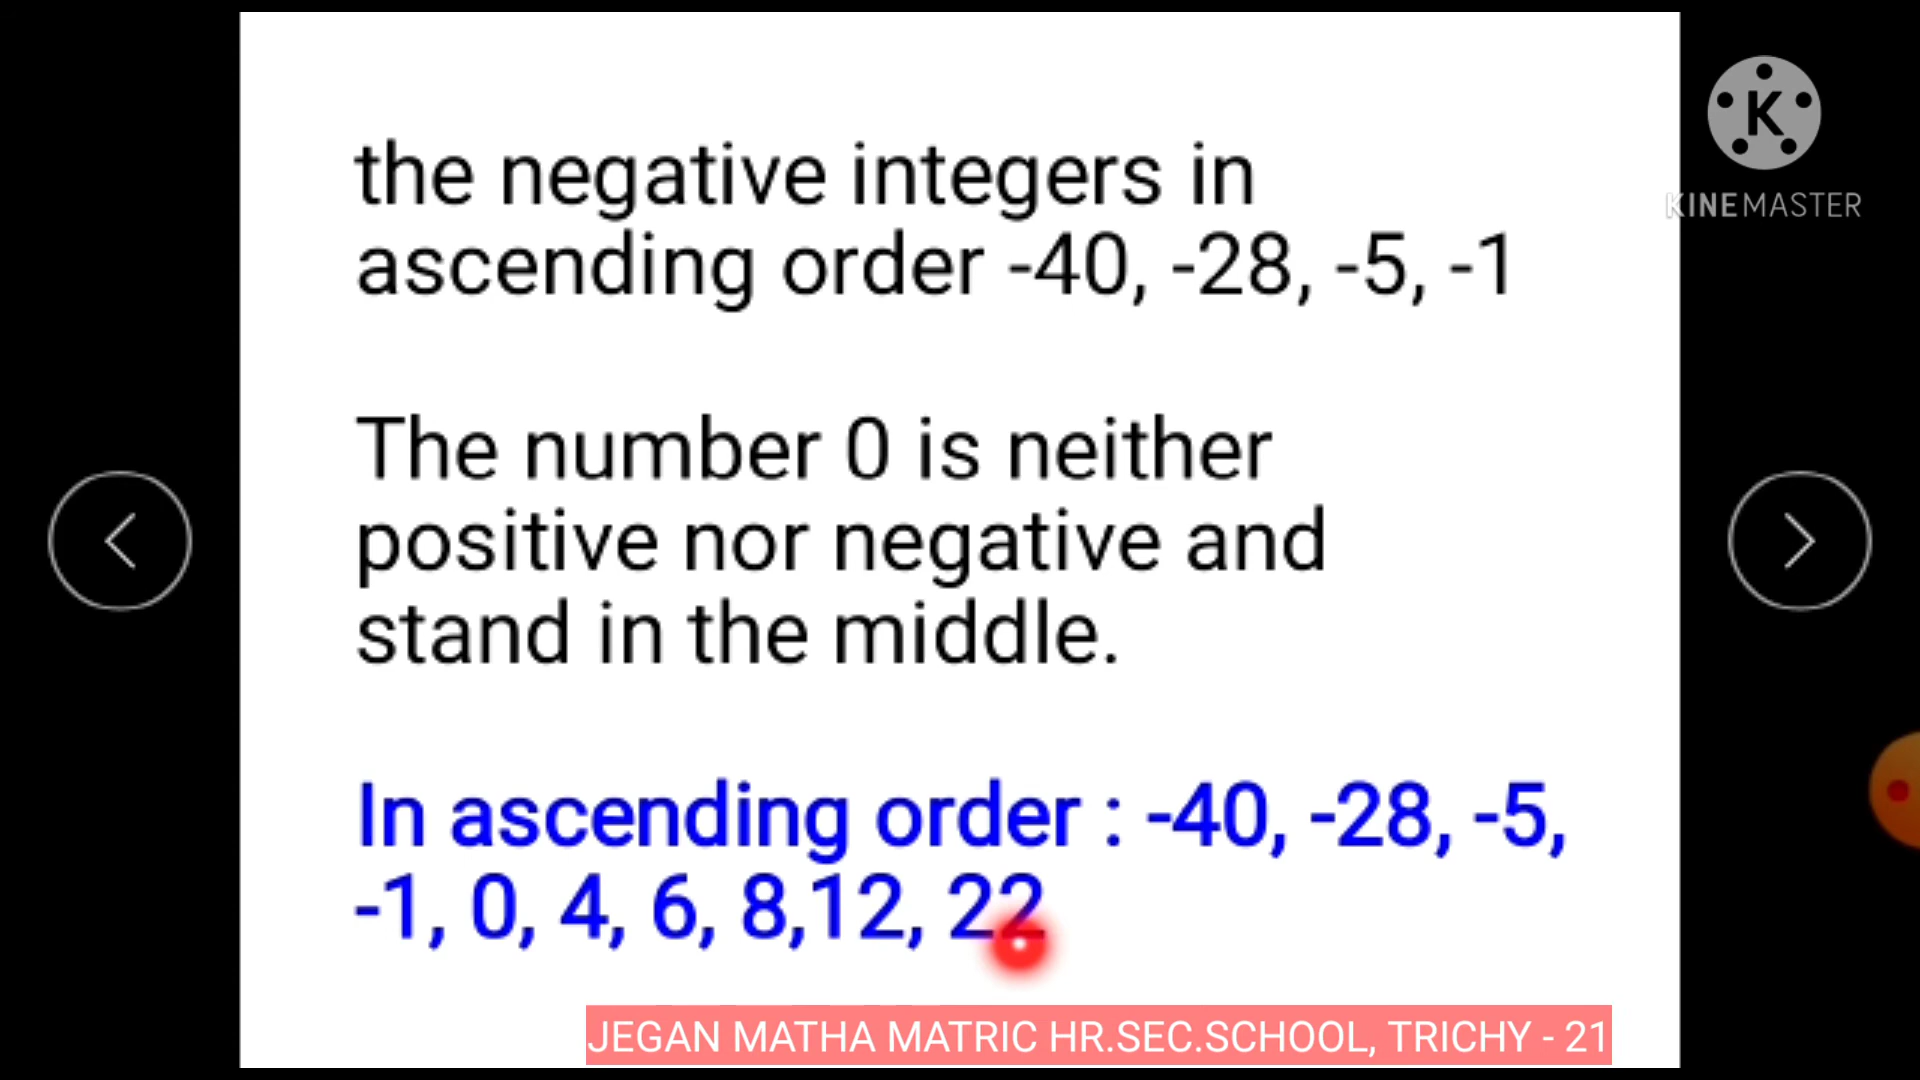 the negative integers in
ascending order -40, -28, -5, -1
The number 0 is neither
positive nor negative and
stand in the middle.
In ascending order : -40, -28, -5,
-1, 0, 4, 6, 8,12, 22
JEGAN MATHA MATRIC HR.SEC.SCHOOL, TRICHY - 21
K
KINEMASTER